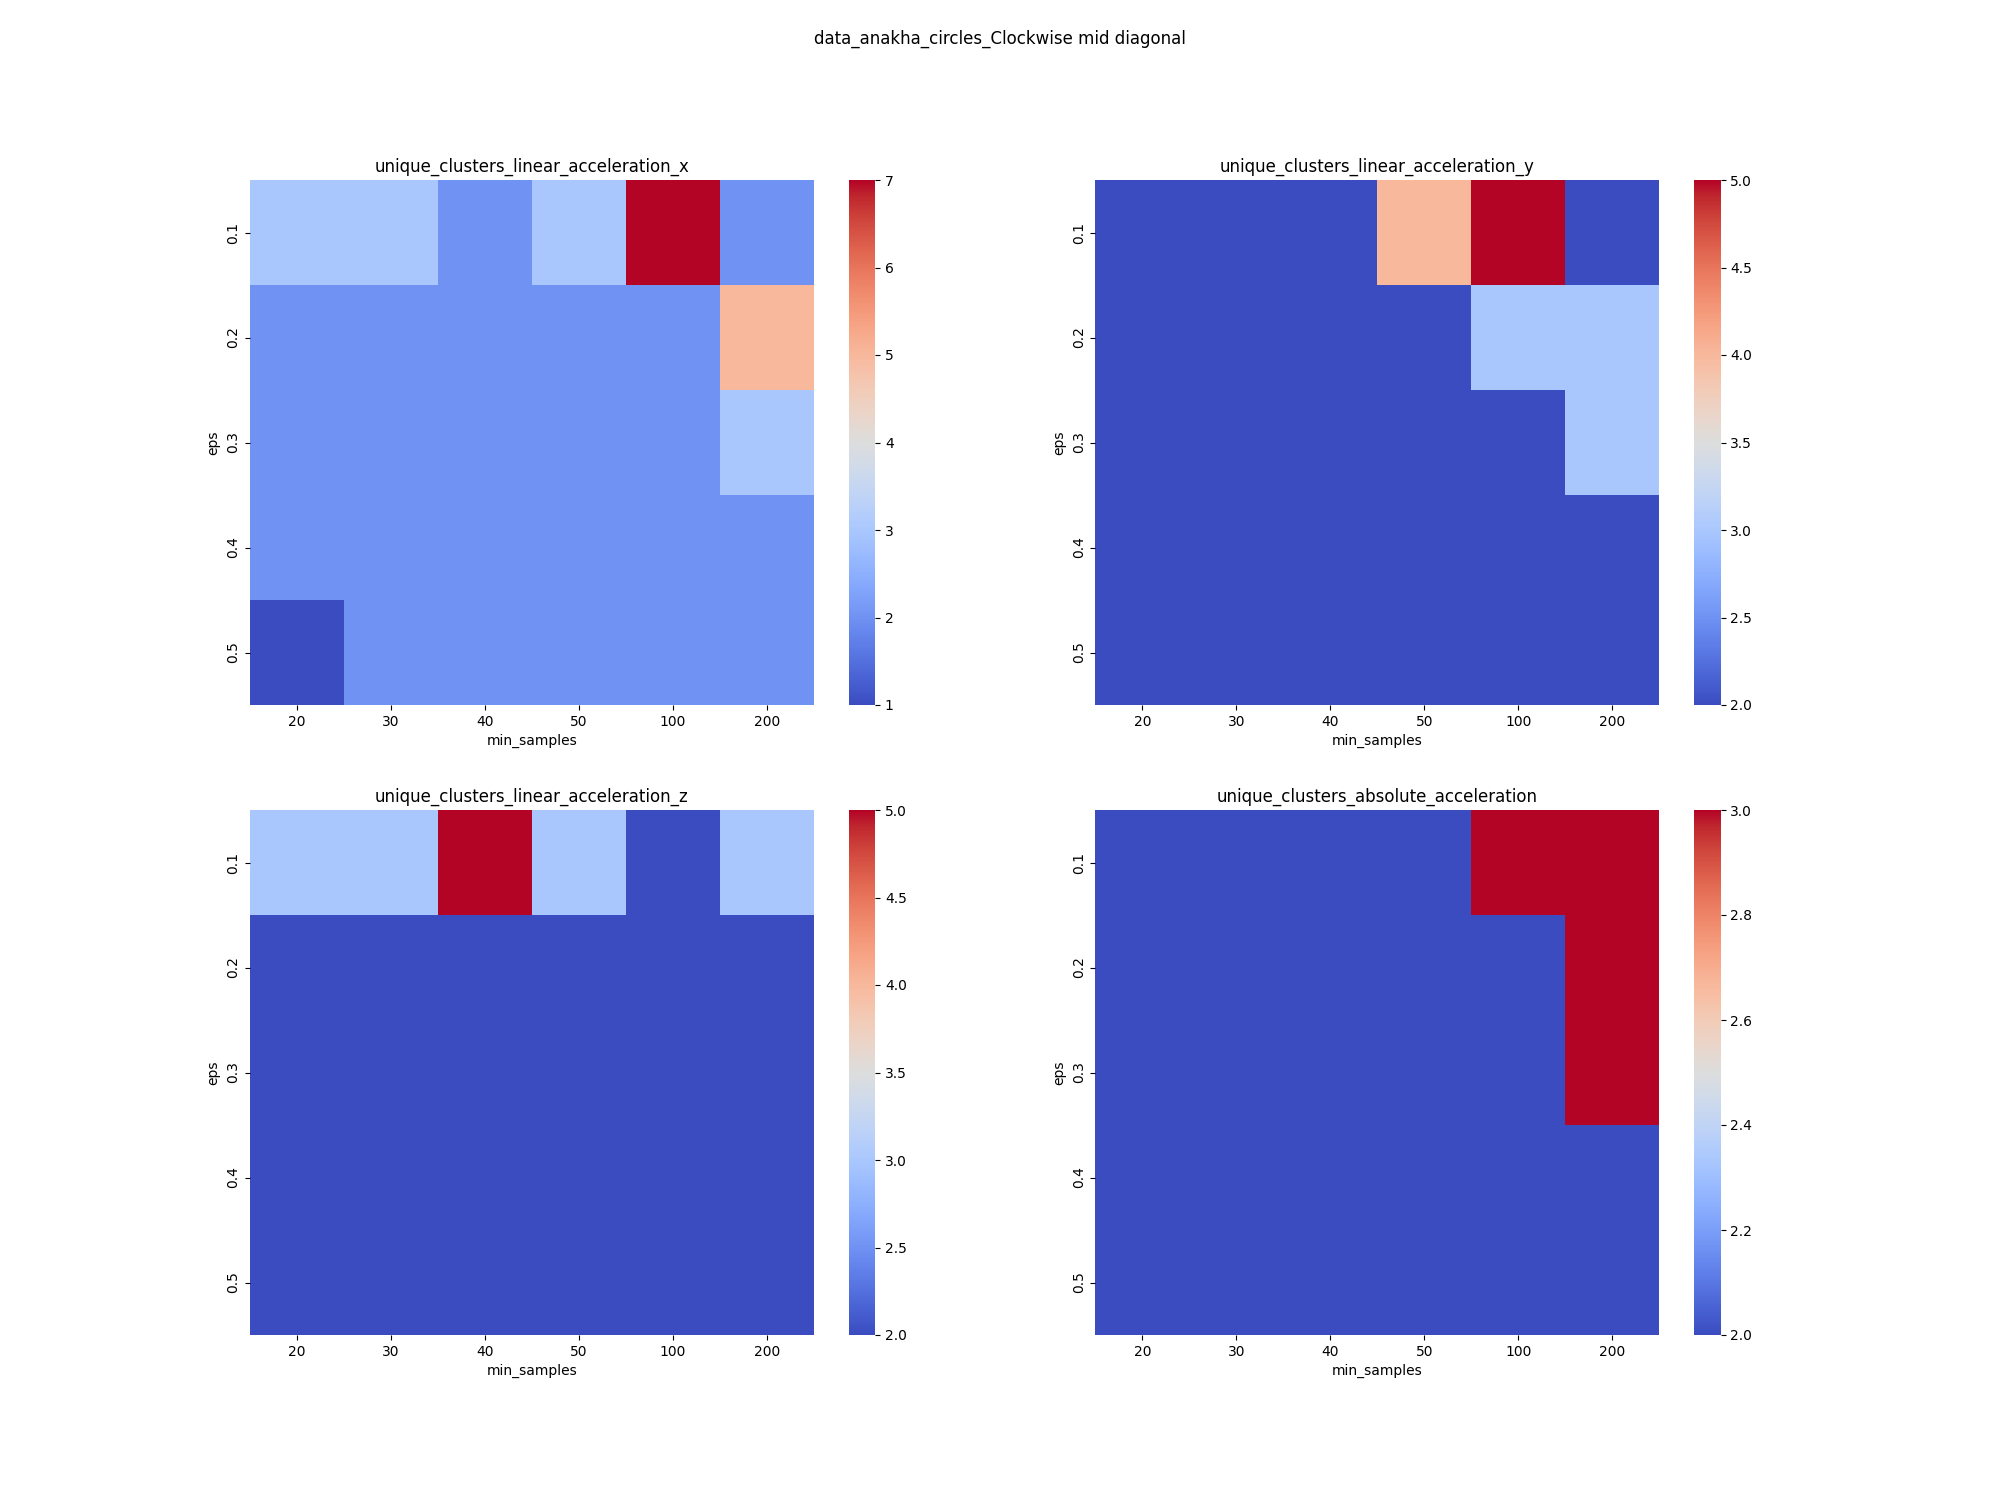 data_anakha_circles_Clockwise mid diagonal
unique_clusters_linear_acceleration_x
eps
0.1
0.2
0.3
0.4
0.5
20 30 40 50 100 200
min_samples
7
6
5
4
3
2
1
unique_clusters_linear_acceleration_y
eps
0.1
0.2
0.3
0.4
0.5
20 30 40 50 100 200
min_samples
5.0
4.5
4.0
3.5
3.0
2.5
2.0
unique_clusters_linear_acceleration_z
eps
0.1
0.2
0.3
0.4
0.5
20 30 40 50 100 200
min_samples
5.0
4.5
4.0
3.5
3.0
2.5
2.0
unique_clusters_absolute_acceleration
eps
0.1
0.2
0.3
0.4
0.5
20 30 40 50 100 200
min_samples
3.0
2.8
2.6
2.4
2.2
2.0